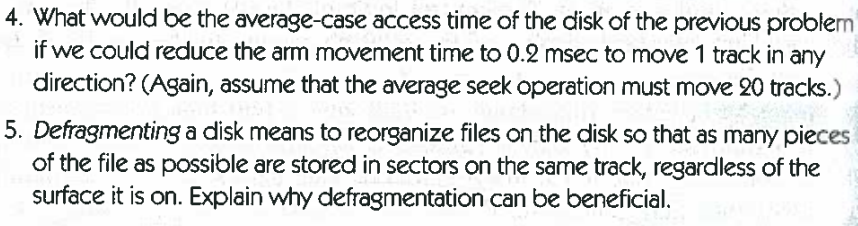 4. What would be the average-case access time of the disk of the previous problem
if we could reduce the arm movement time to 0.2 msec to move 1 track in any
direction? (Again, assume that the average seek operation must move 20 tracks.)
5. Defragmenting a disk means to reorganize files on the disk so that as many pieces
of the file as possible are stored in sectors on the same track, regardless of the
surface it is on. Explain why defragmentation can be beneficial.